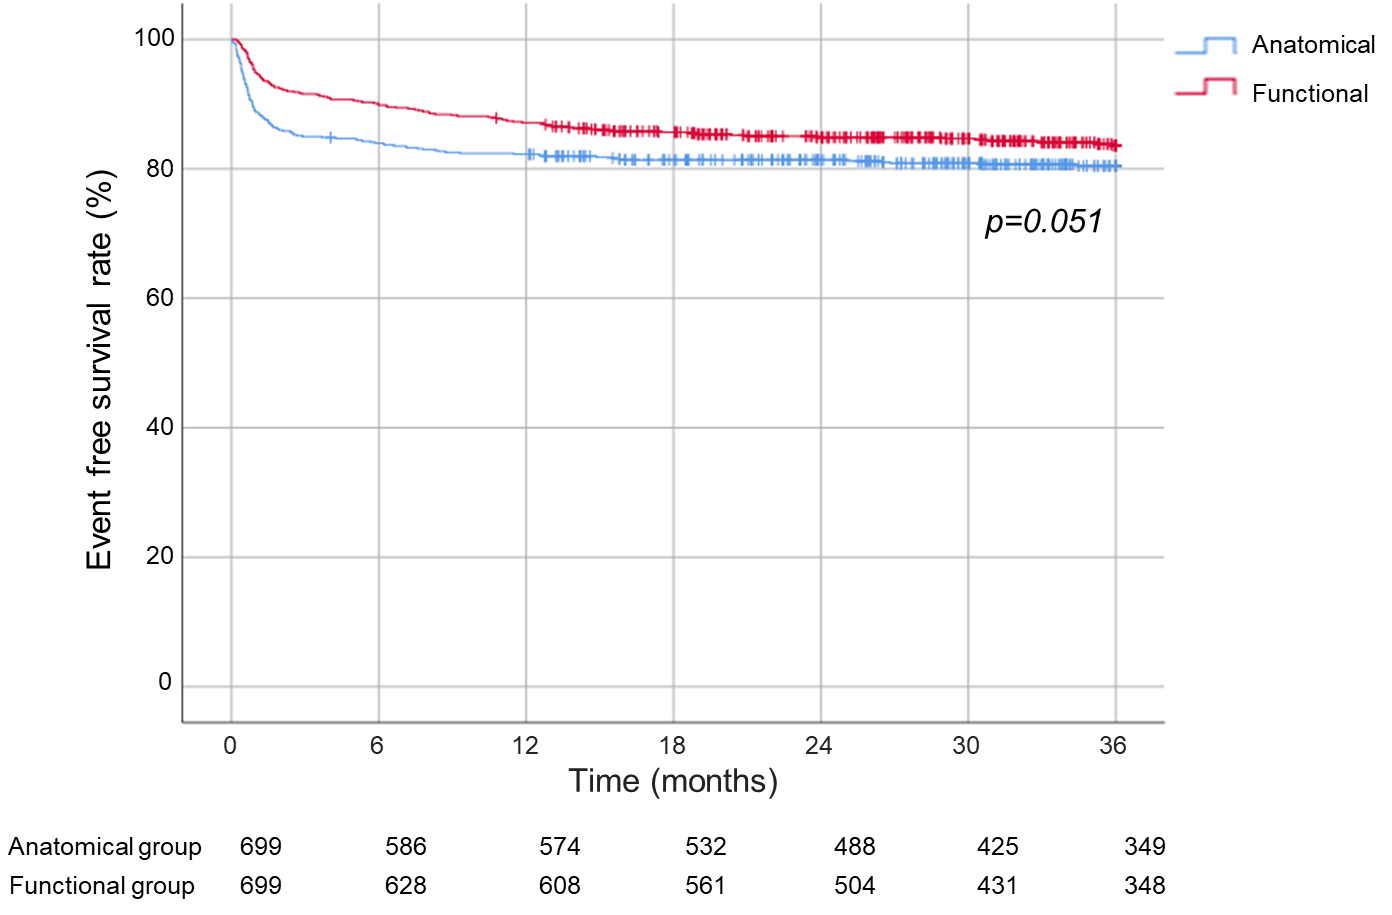 Anatomical
Functional
Event free survival rate (%)
100
80
60
40
20
0
p=0.051
0 6 12 18 24 30 36
Time (months)
Anatomical group 699 586 574 532 488 425 349
Functional group 699 628 608 561 504 431 348